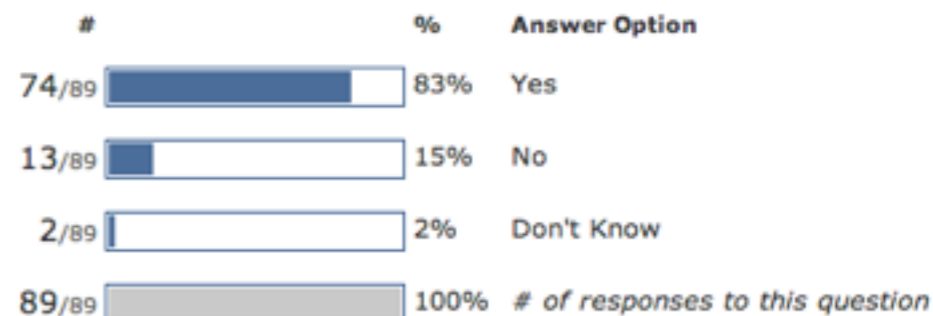 # % Answer Option
74/89 83% Yes
13/89 15% No
2/89 2% Don't Know
89/89 100% # of responses to this question